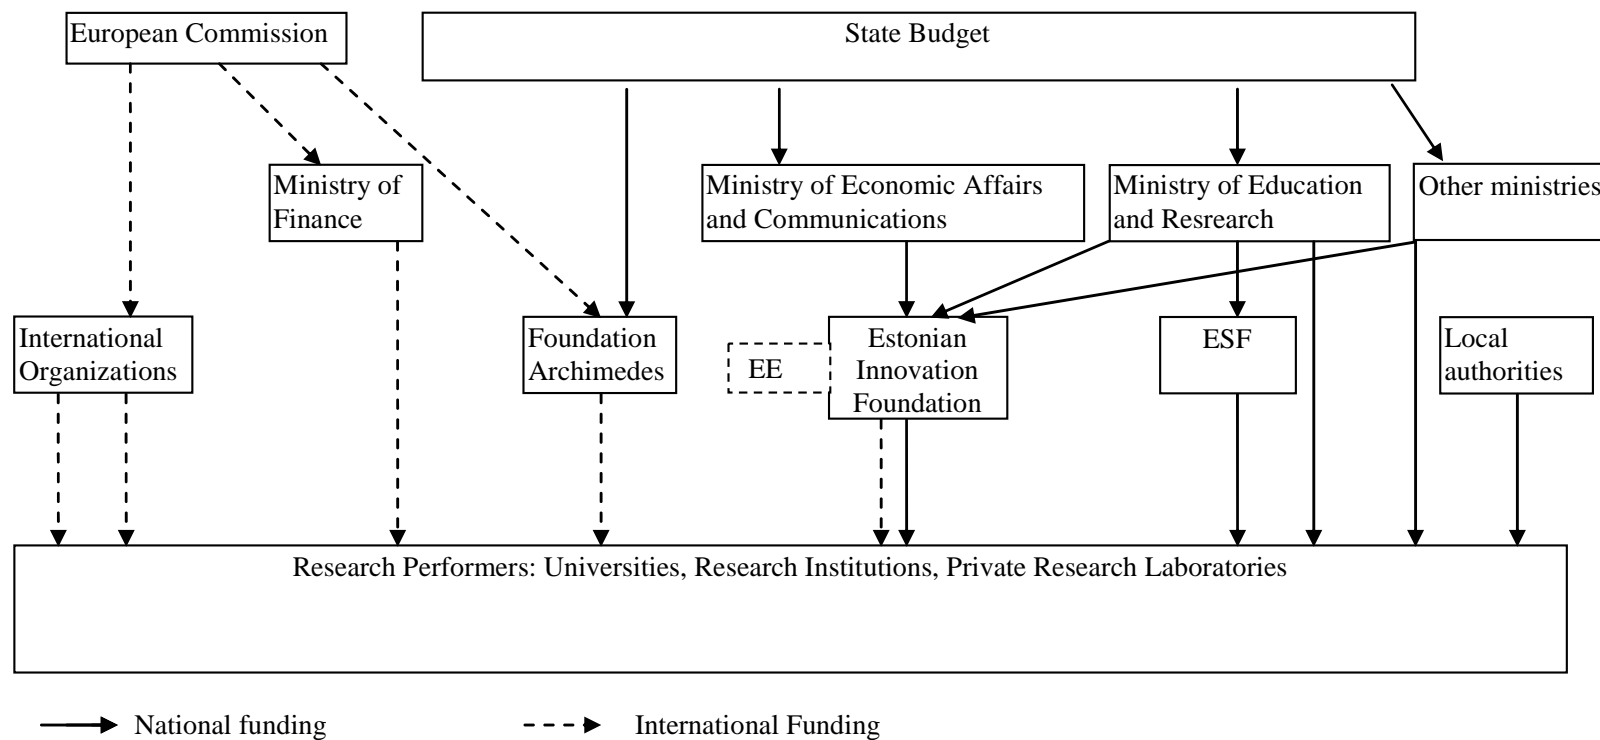 European Commission
State Budget
Ministry of
Finance
Ministry of Economic Affairs
and Communications
Ministry of Education
and Resrearch
Other ministries
International
Organizations
Foundation
Archimedes
EE
Estonian
Innovation
Foundation
ESF
Local
authorities
Research Performers: Universities, Research Institutions, Private Research Laboratories
National funding
International Funding